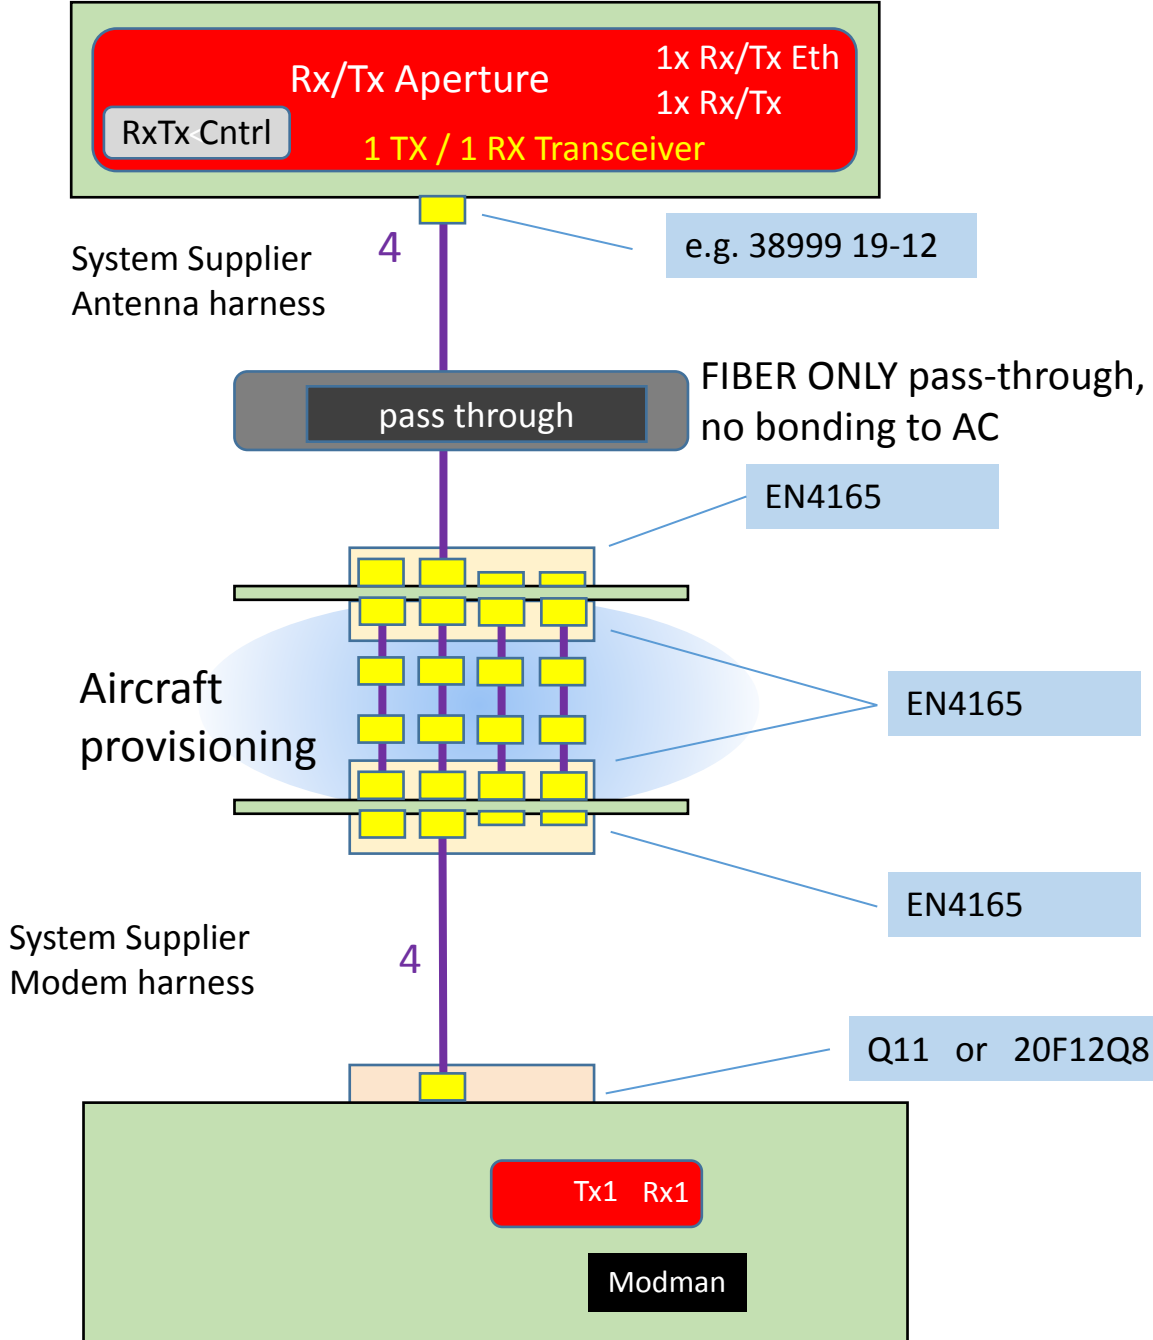 Rx/Tx Aperture
1x Rx/Tx Eth
1x Rx/Tx
RxTx Cntrl
1 TX / 1 RX Transceiver
4
e.g. 38999 19-12
System Supplier
Antenna harness
FIBER ONLY pass-through,
no bonding to AC
pass through
EN4165
Aircraft
provisioning
EN4165
EN4165
System Supplier
Modem harness
4
Q11 or 20F12Q8
Tx1 Rx1
Modman